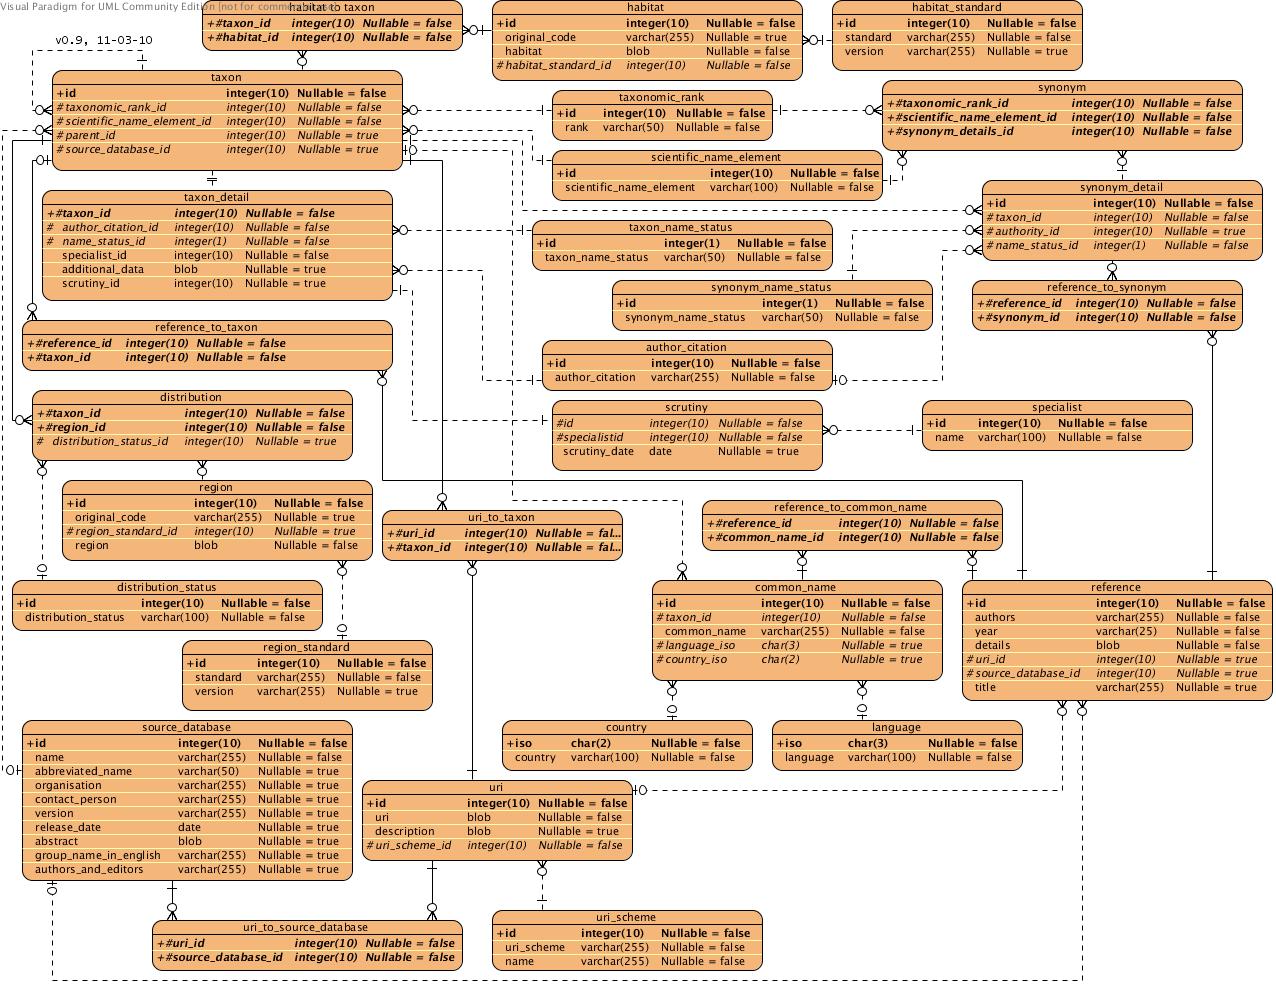 Visual Paradigm for UML Community Edition [not for commercial use]
v0.9, 11-03-10
habitat_to_taxon
+#taxon_id integer(10) Nullable = false
+#habitat_id integer(10) Nullable = false
habitat
+id integer(10) Nullable = false
original_code varchar(255) Nullable = true
habitat blob Nullable = false
#habitat_standard_id integer(10) Nullable = false
habitat_standard
+id integer(10) Nullable = false
standard varchar(255) Nullable = false
version varchar(255) Nullable = true
taxon
+id integer(10) Nullable = false
#taxonomic_rank_id integer(10) Nullable = false
#scientific_name_element_id integer(10) Nullable = false
#parent_id integer(10) Nullable = true
#source_database_id integer(10) Nullable = true
taxonomic_rank
+id integer(10) Nullable = false
rank varchar(50) Nullable = false
synonym
+#taxonomic_rank_id integer(10) Nullable = false
+#scientific_name_element_id integer(10) Nullable = false
+#synonym_details_id integer(10) Nullable = false
scientific_name_element
+id integer(10) Nullable = false
scientific_name_element varchar(100) Nullable = false
taxon_detail
+#taxon_id integer(10) Nullable = false
# author_citation_id integer(10) Nullable = false
# name_status_id integer(1) Nullable = false
specialist_id integer(10) Nullable = false
additional_data blob Nullable = true
scrutiny_id integer(10) Nullable = true
synonym_detail
+id integer(10) Nullable = false
#taxon_id integer(10) Nullable = false
#authority_id integer(10) Nullable = true
#name_status_id integer(1) Nullable = false
taxon_name_status
+id integer(1) Nullable = false
taxon_name_status varchar(50) Nullable = false
synonym_name_status
+id integer(1) Nullable = false
synonym_name_status varchar(50) Nullable = false
reference_to_synonym
+#reference_id integer(10) Nullable = false
+#synonym_id integer(10) Nullable = false
reference_to_taxon
+#reference_id integer(10) Nullable = false
+#taxon_id integer(10) Nullable = false
author_citation
+id integer(10) Nullable = false
author_citation varchar(255) Nullable = false
distribution
+#taxon_id integer(10) Nullable = false
+#region_id integer(10) Nullable = false
# distribution_status_id integer(10) Nullable = true
scrutiny
#id integer(10) Nullable = false
#specialistid integer(10) Nullable = false
scrutiny_date date Nullable = true
specialist
+id integer(10) Nullable = false
name varchar(100) Nullable = false
region
+id integer(10) Nullable = false
original_code varchar(255) Nullable = true
#region_standard_id integer(10) Nullable = true
region blob Nullable = false
uri_to_taxon
+#uri_id integer(10) Nullable = fal...
+#taxon_id integer(10) Nullable = fal...
reference_to_common_name
+#reference_id integer(10) Nullable = false
+#common_name_id integer(10) Nullable = false
distribution_status
+id integer(10) Nullable = false
distribution_status varchar(100) Nullable = false
common_name
+id integer(10) Nullable = false
#taxon_id integer(10) Nullable = false
common_name varchar(255) Nullable = false
#language_iso char(3) Nullable = true
#country_iso char(2) Nullable = true
reference
+id integer(10) Nullable = false
authors varchar(255) Nullable = false
year varchar(25) Nullable = false
details blob Nullable = false
#uri_id integer(10) Nullable = true
#source_database_id integer(10) Nullable = true
title varchar(255) Nullable = true
region_standard
+id integer(10) Nullable = false
standard varchar(255) Nullable = false
version varchar(255) Nullable = true
source_database
+id integer(10) Nullable = false
name varchar(255) Nullable = false
abbreviated_name varchar(50) Nullable = true
organisation varchar(255) Nullable = true
contact_person varchar(255) Nullable = true
version varchar(255) Nullable = true
release_date date Nullable = true
abstract blob Nullable = true
group_name_in_english varchar(255) Nullable = true
authors_and_editors varchar(255) Nullable = true
country
+iso char(2) Nullable = false
country varchar(100) Nullable = false
language
+iso char(3) Nullable = false
language varchar(100) Nullable = false
uri
+id integer(10) Nullable = false
uri blob Nullable = false
description blob Nullable = true
#uri_scheme_id integer(10) Nullable = false
uri_to_source_database
+#uri_id integer(10) Nullable = false
+#source_database_id integer(10) Nullable = false
uri_scheme
+id integer(10) Nullable = false
uri_scheme varchar(255) Nullable = false
name varchar(255) Nullable = false